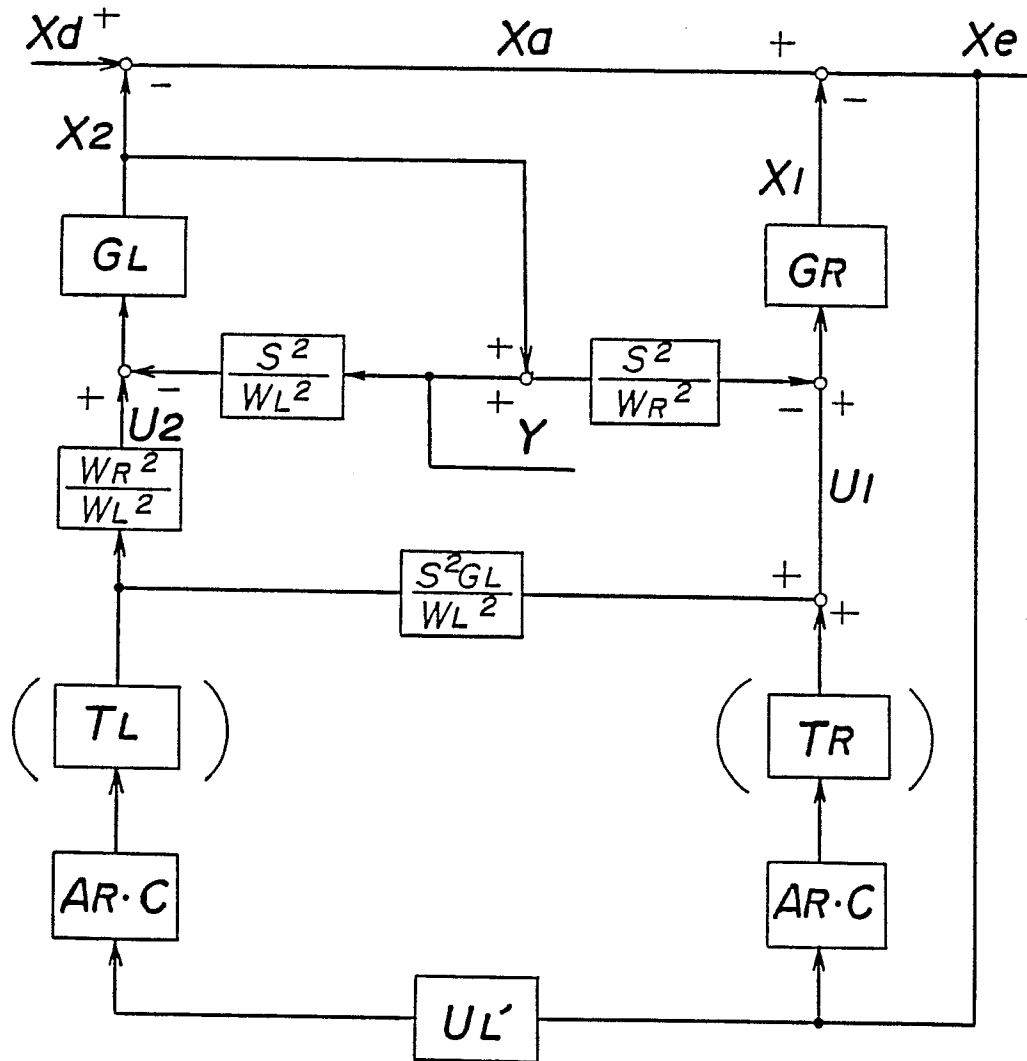 Xd + Xa + Xe
− −
X2 X1
GL GR
S² S²
+ − WL² + + WR² − +
U2 Y
WR² U1
WL²
S²GL + +
WL²
( TL ) ( TR )
AR·C AR·C
UL′